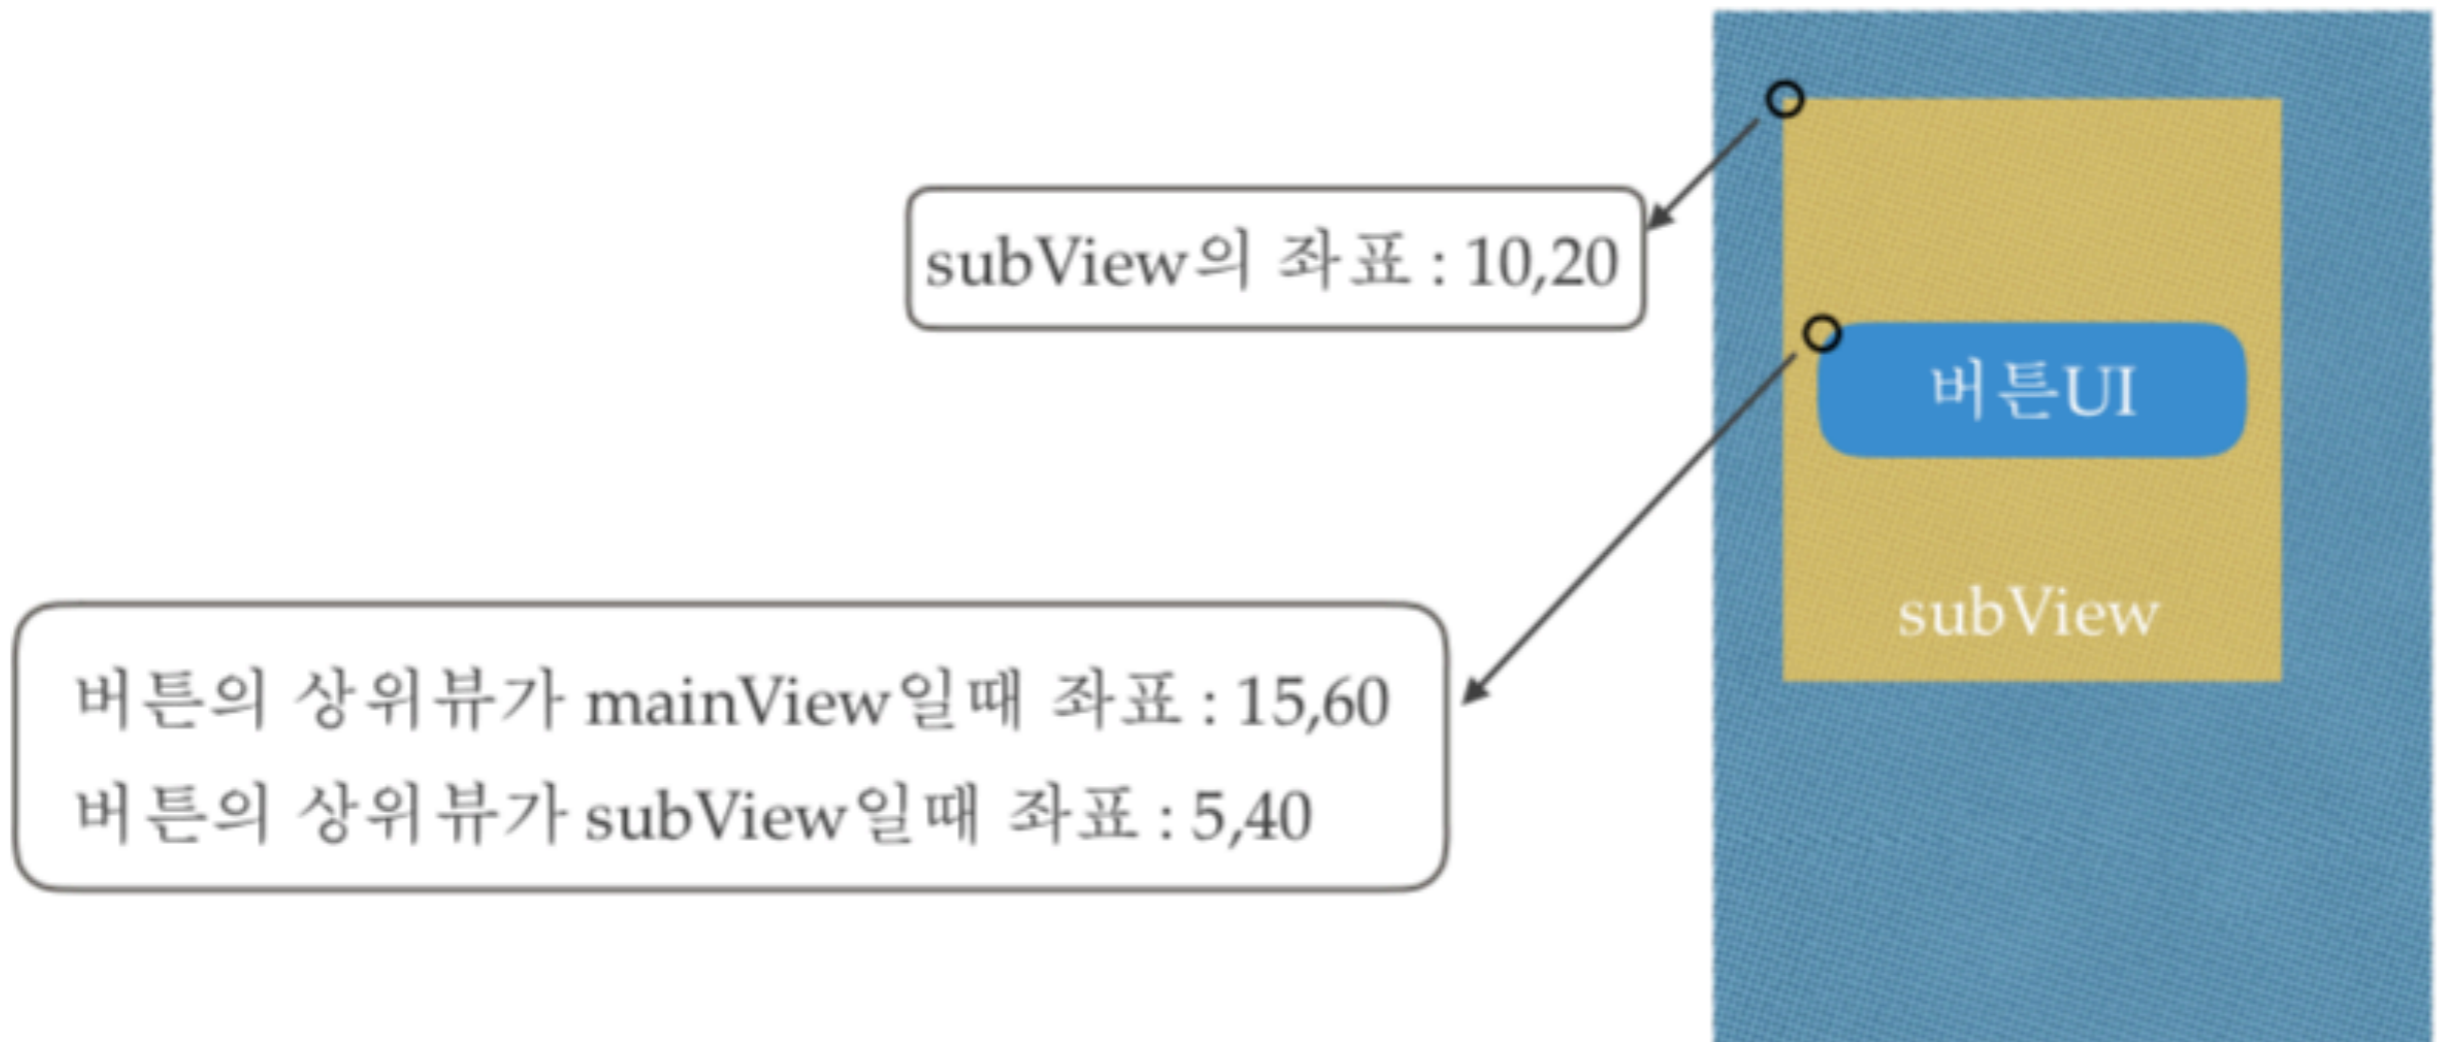 subView의 좌표 : 10,20
버튼UI
subView
버튼의 상위뷰가 mainView일때 좌표 : 15,60
버튼의 상위뷰가 subView일때 좌표 : 5,40